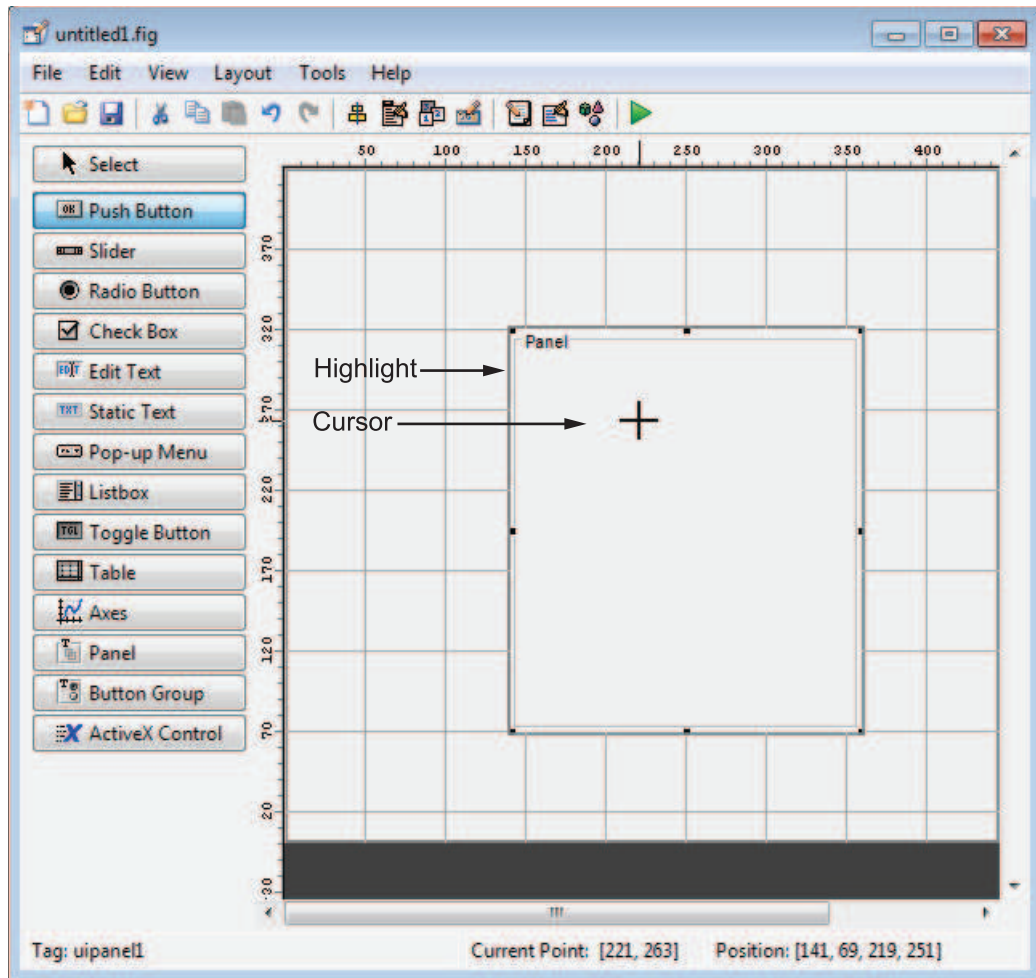 untitled1.fig
File Edit View Layout Tools Help
50 100 150 200 250 300 350 400
Select
Push Button
Slider
Radio Button
Check Box
Edit Text
Static Text
Pop-up Menu
Listbox
Toggle Button
Table
Axes
Panel
Button Group
ActiveX Control
370
320
270
220
170
120
70
20
-30
Panel
Highlight
Cursor
Tag: uipanel1 Current Point: [221, 263] Position: [141, 69, 219, 251]